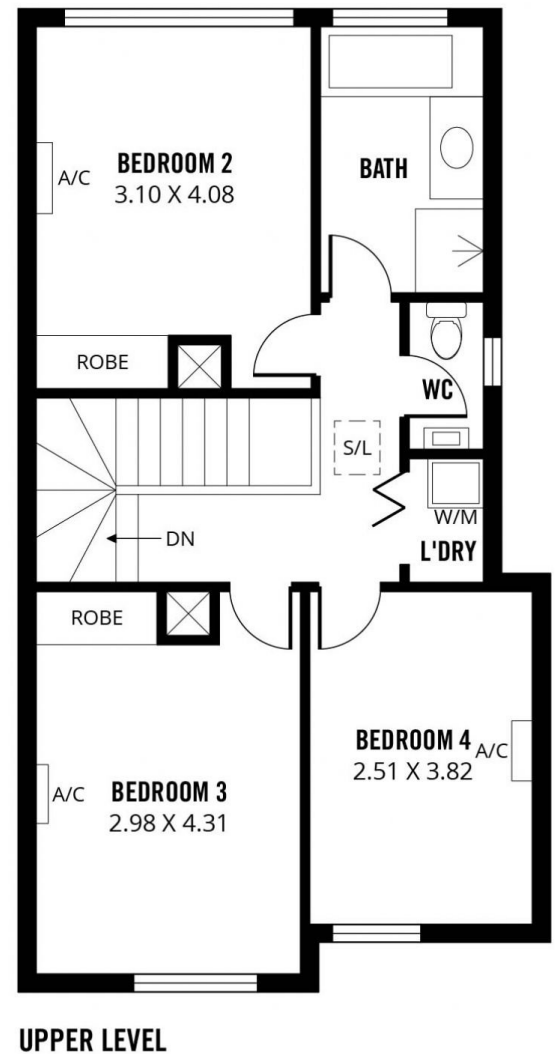 A/C
BEDROOM 2
3.10 X 4.08
BATH
ROBE
WC
S/L
W/M
L'DRY
DN
ROBE
BEDROOM 4
A/C
2.51 X 3.82
A/C
BEDROOM 3
2.98 X 4.31
UPPER LEVEL